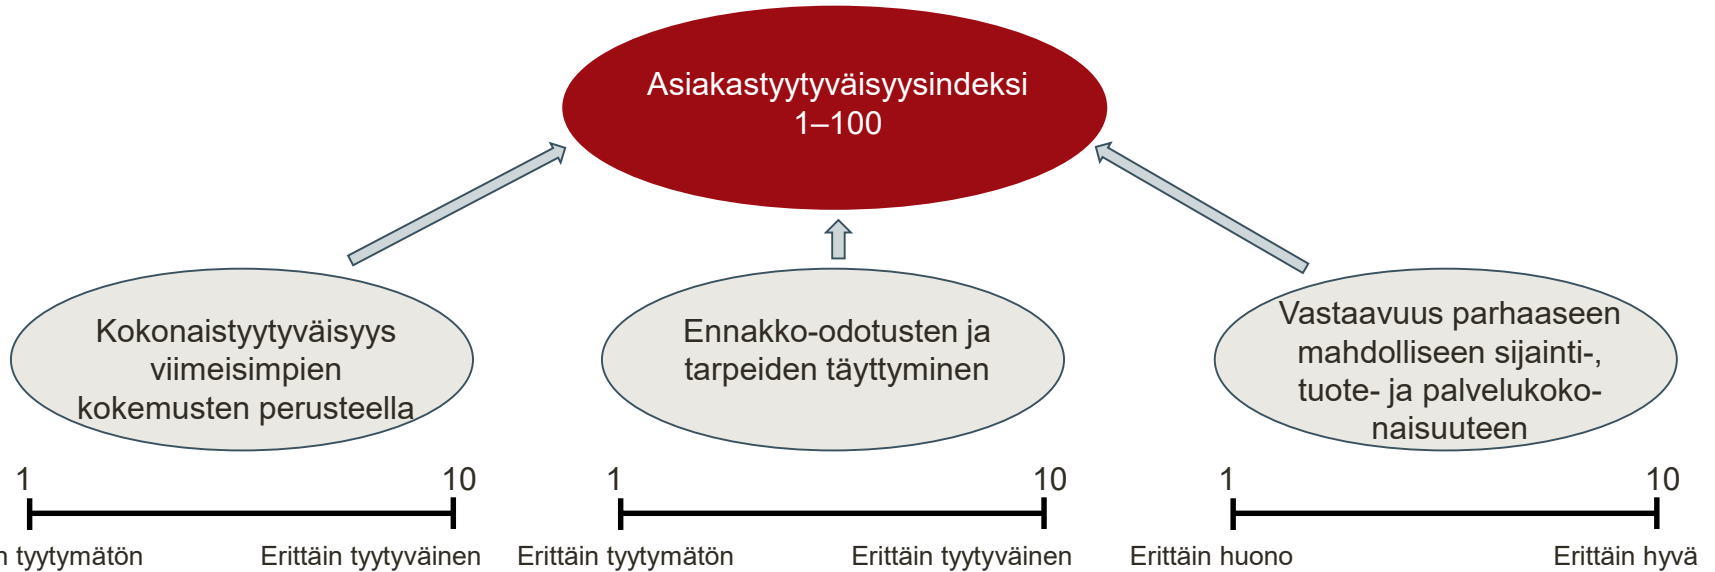 Asiakastyytyväisyysindeksi
1–100
Kokonaistyytyväisyys
viimeisimpien
kokemusten perusteella
Ennakko-odotusten ja
tarpeiden täyttyminen
Vastaavuus parhaaseen
mahdolliseen sijainti-,
tuote- ja palvelukoko-
naisuuteen
1 10
1 10
1 10
tyytymätön Erittäin tyytyväinen
Erittäin tyytymätön Erittäin tyytyväinen
Erittäin huono Erittäin hyvä